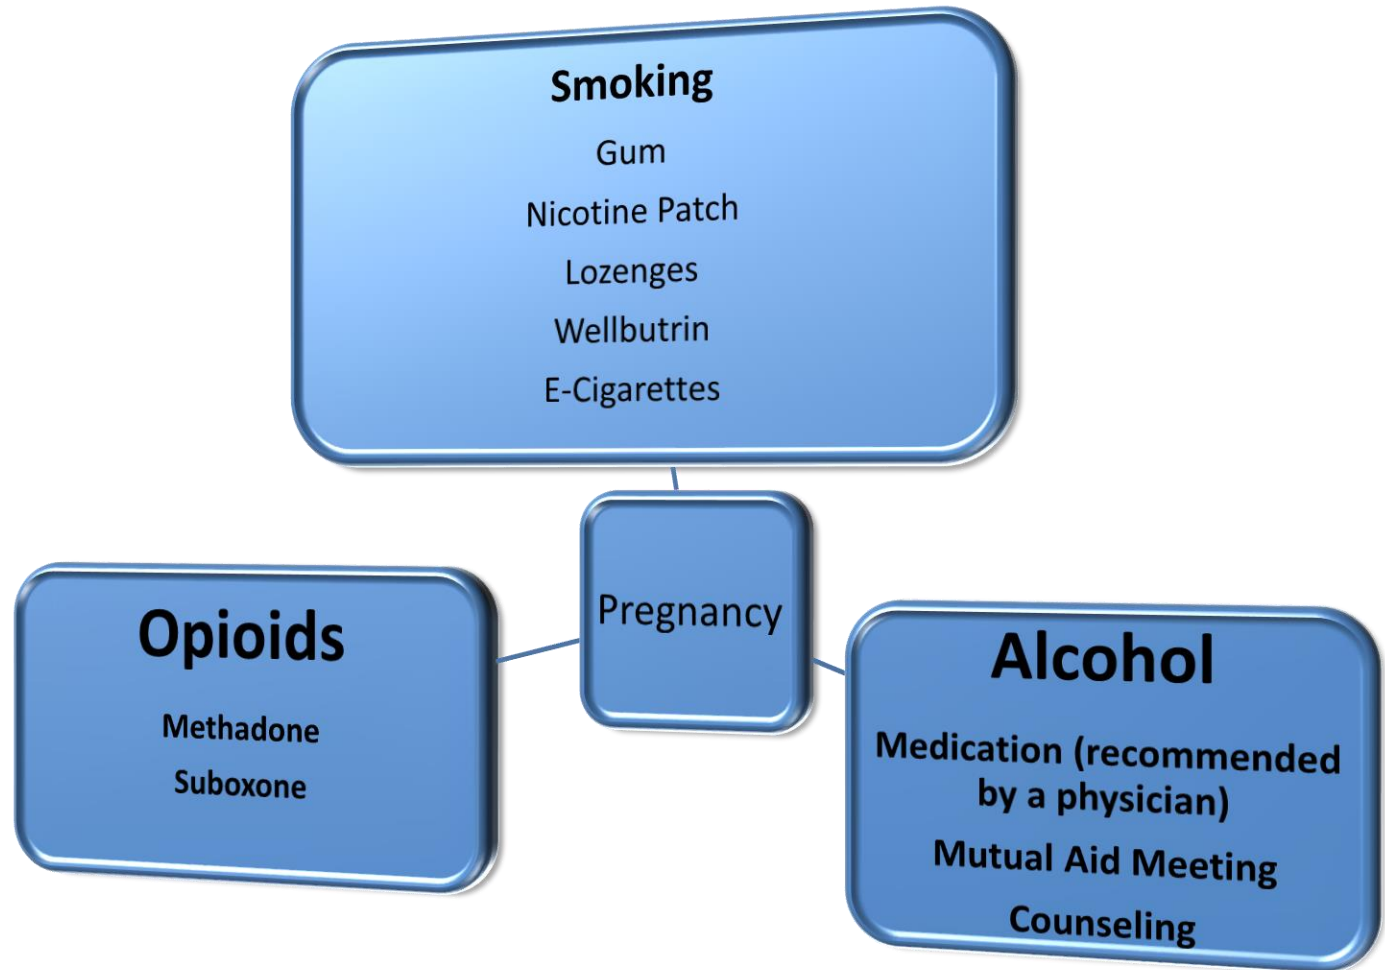 Smoking
Gum
Nicotine Patch
Lozenges
Wellbutrin
E-Cigarettes
Pregnancy
Opioids
Methadone
Suboxone
Alcohol
Medication (recommended
by a physician)
Mutual Aid Meeting
Counseling